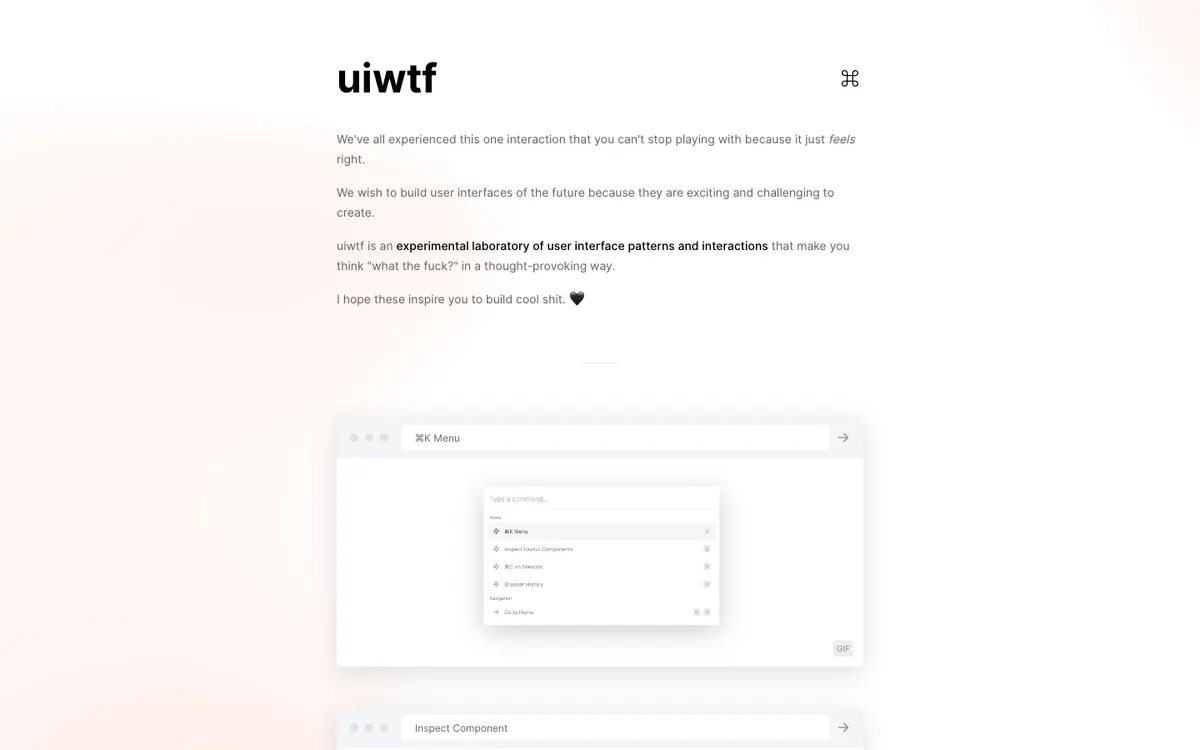 uiwtf
⌘
We've all experienced this one interaction that you can't stop playing with because it just feels
right.
We wish to build user interfaces of the future because they are exciting and challenging to
create.
uiwtf is an experimental laboratory of user interface patterns and interactions that make you
think "what the fuck?" in a thought-provoking way.
I hope these inspire you to build cool shit. 🖤
⌘K Menu
Type a command...
⌘K Menu 1
Inspect Layout Components 2
⌘C on Steroids 3
Browser History
Navigation
Go to Home
GIF
Inspect Component